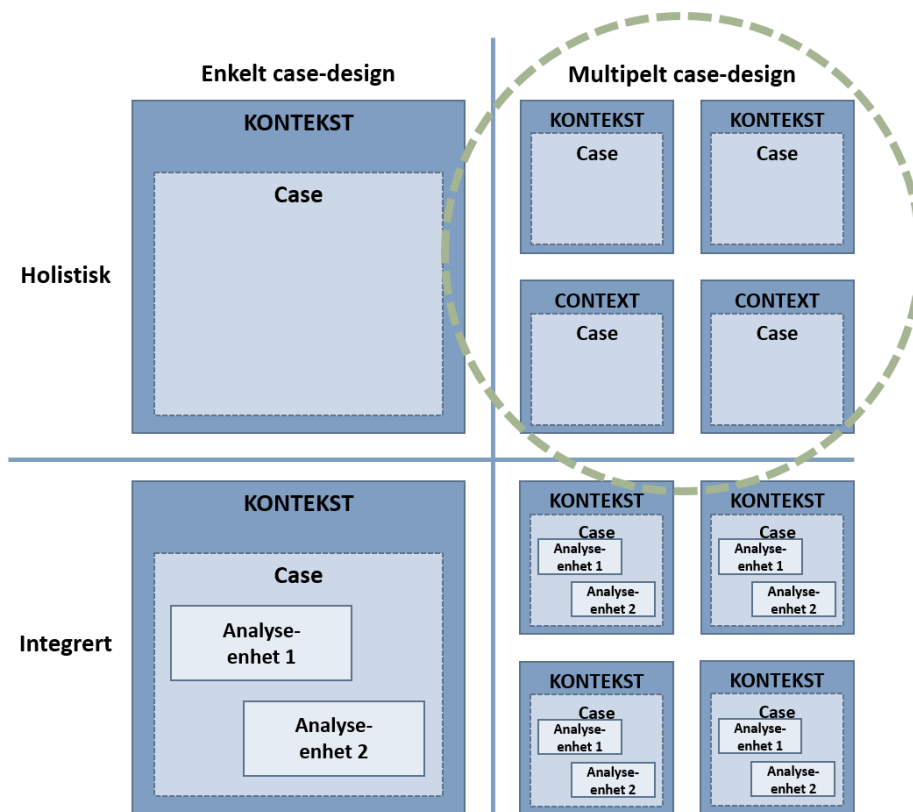 Enkelt case-design
Multipelt case-design
Holistisk
KONTEKST
Case
KONTEKST
Case
KONTEKST
Case
CONTEXT
Case
CONTEXT
Case
Integrert
KONTEKST
Case
Analyse-
enhet 1
Analyse-
enhet 2
KONTEKST
Case
Analyse-
enhet 1
Analyse-
enhet 2
KONTEKST
Case
Analyse-
enhet 1
Analyse-
enhet 2
KONTEKST
Case
Analyse-
enhet 1
Analyse-
enhet 2
KONTEKST
Case
Analyse-
enhet 1
Analyse-
enhet 2